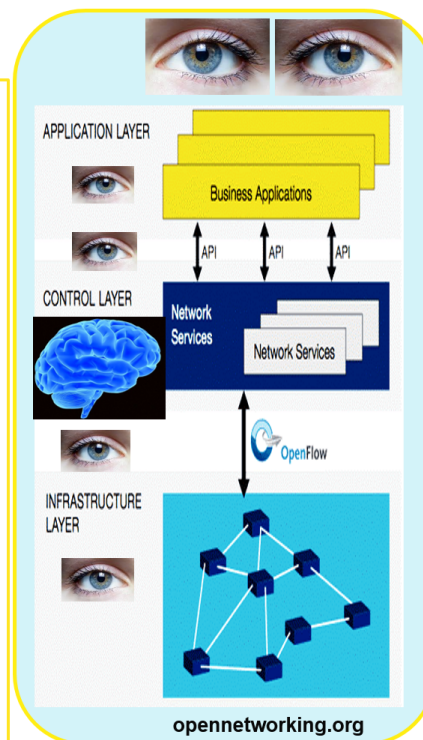 APPLICATION LAYER
Business Applications
API
API
API
CONTROL LAYER
Network
Services
Network Services
OpenFlow
INFRASTRUCTURE
LAYER
opennetworking.org